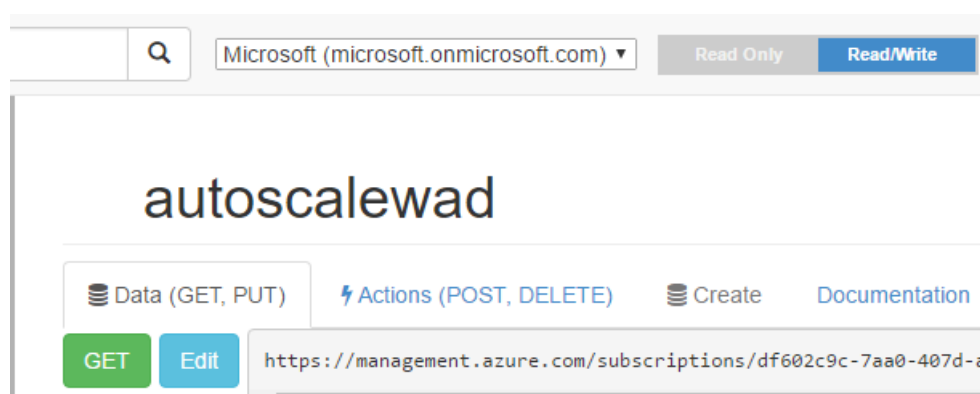 Microsoft (microsoft.onmicrosoft.com) Read Only Read/Write
autoscalewad
Data (GET, PUT) Actions (POST, DELETE) Create Documentation
GET Edit https://management.azure.com/subscriptions/df602c9c-7aa0-407d-a